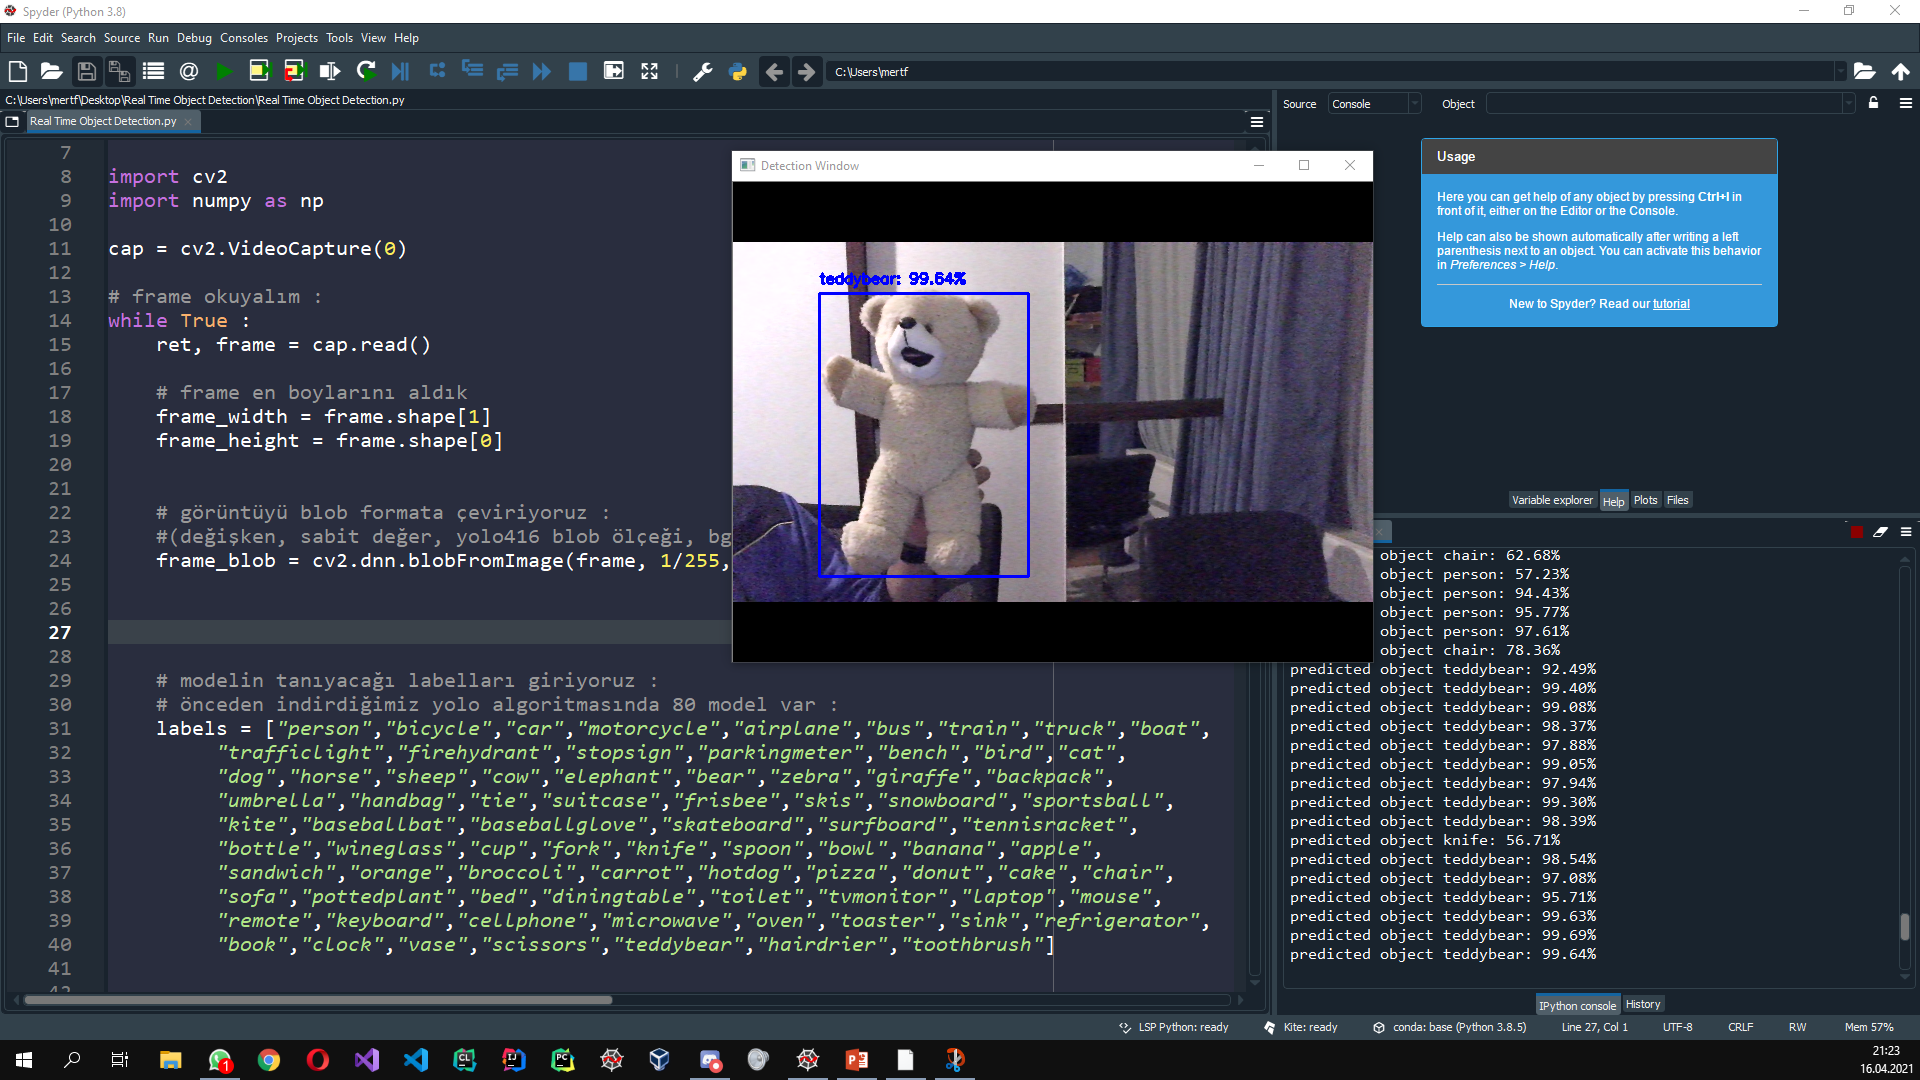 Spyder (Python 3.8)
File Edit Search Source Run Debug Consoles Projects Tools View Help
C:\Users\mertf
C:\Users\mertf\Desktop\Real Time Object Detection\Real Time Object Detection.py
Real Time Object Detection.py
7
8 import cv2
9 import numpy as np
10
11 cap = cv2.VideoCapture(0)
12
13 # frame okuyalım :
14 while True :
15 ret, frame = cap.read()
16
17 # frame en boylarını aldık
18 frame_width = frame.shape[1]
19 frame_height = frame.shape[0]
20
21
22 # görüntüyü blob formata çeviriyoruz :
23 #(değişken, sabit değer, yolo416 blob ölçeği, bg
24 frame_blob = cv2.dnn.blobFromImage(frame, 1/255,
25
26
27
28
29 # modelin tanıyacağı labelları giriyoruz :
30 # önceden indirdiğimiz yolo algoritmasında 80 model var :
31 labels = ["person","bicycle","car","motorcycle","airplane","bus","train","truck","boat",
32 "trafficlight","firehydrant","stopsign","parkingmeter","bench","bird","cat",
33 "dog","horse","sheep","cow","elephant","bear","zebra","giraffe","backpack",
34 "umbrella","handbag","tie","suitcase","frisbee","skis","snowboard","sportsball",
35 "kite","baseballbat","baseballglove","skateboard","surfboard","tennisracket",
36 "bottle","wineglass","cup","fork","knife","spoon","bowl","banana","apple",
37 "sandwich","orange","broccoli","carrot","hotdog","pizza","donut","cake","chair",
38 "sofa","pottedplant","bed","diningtable","toilet","tvmonitor","laptop","mouse",
39 "remote","keyboard","cellphone","microwave","oven","toaster","sink","refrigerator",
40 "book","clock","vase","scissors","teddybear","hairdrier","toothbrush"]
41
42
Detection Window
teddybear: 99.64%
Source Console Object
Usage
Here you can get help of any object by pressing Ctrl+I in
front of it, either on the Editor or the Console.
Help can also be shown automatically after writing a left
parenthesis next to an object. You can activate this behavior
in Preferences > Help.
New to Spyder? Read our tutorial
Variable explorer Help Plots Files
object chair: 62.68%
object person: 57.23%
object person: 94.43%
object person: 95.77%
object person: 97.61%
object chair: 78.36%
predicted object teddybear: 92.49%
predicted object teddybear: 99.40%
predicted object teddybear: 99.08%
predicted object teddybear: 98.37%
predicted object teddybear: 97.88%
predicted object teddybear: 99.05%
predicted object teddybear: 97.94%
predicted object teddybear: 99.30%
predicted object teddybear: 98.39%
predicted object knife: 56.71%
predicted object teddybear: 98.54%
predicted object teddybear: 97.08%
predicted object teddybear: 95.71%
predicted object teddybear: 99.63%
predicted object teddybear: 99.69%
predicted object teddybear: 99.64%
IPython console History
LSP Python: ready Kite: ready conda: base (Python 3.8.5) Line 27, Col 1 UTF-8 CRLF RW Mem 57%
21:23
16.04.2021